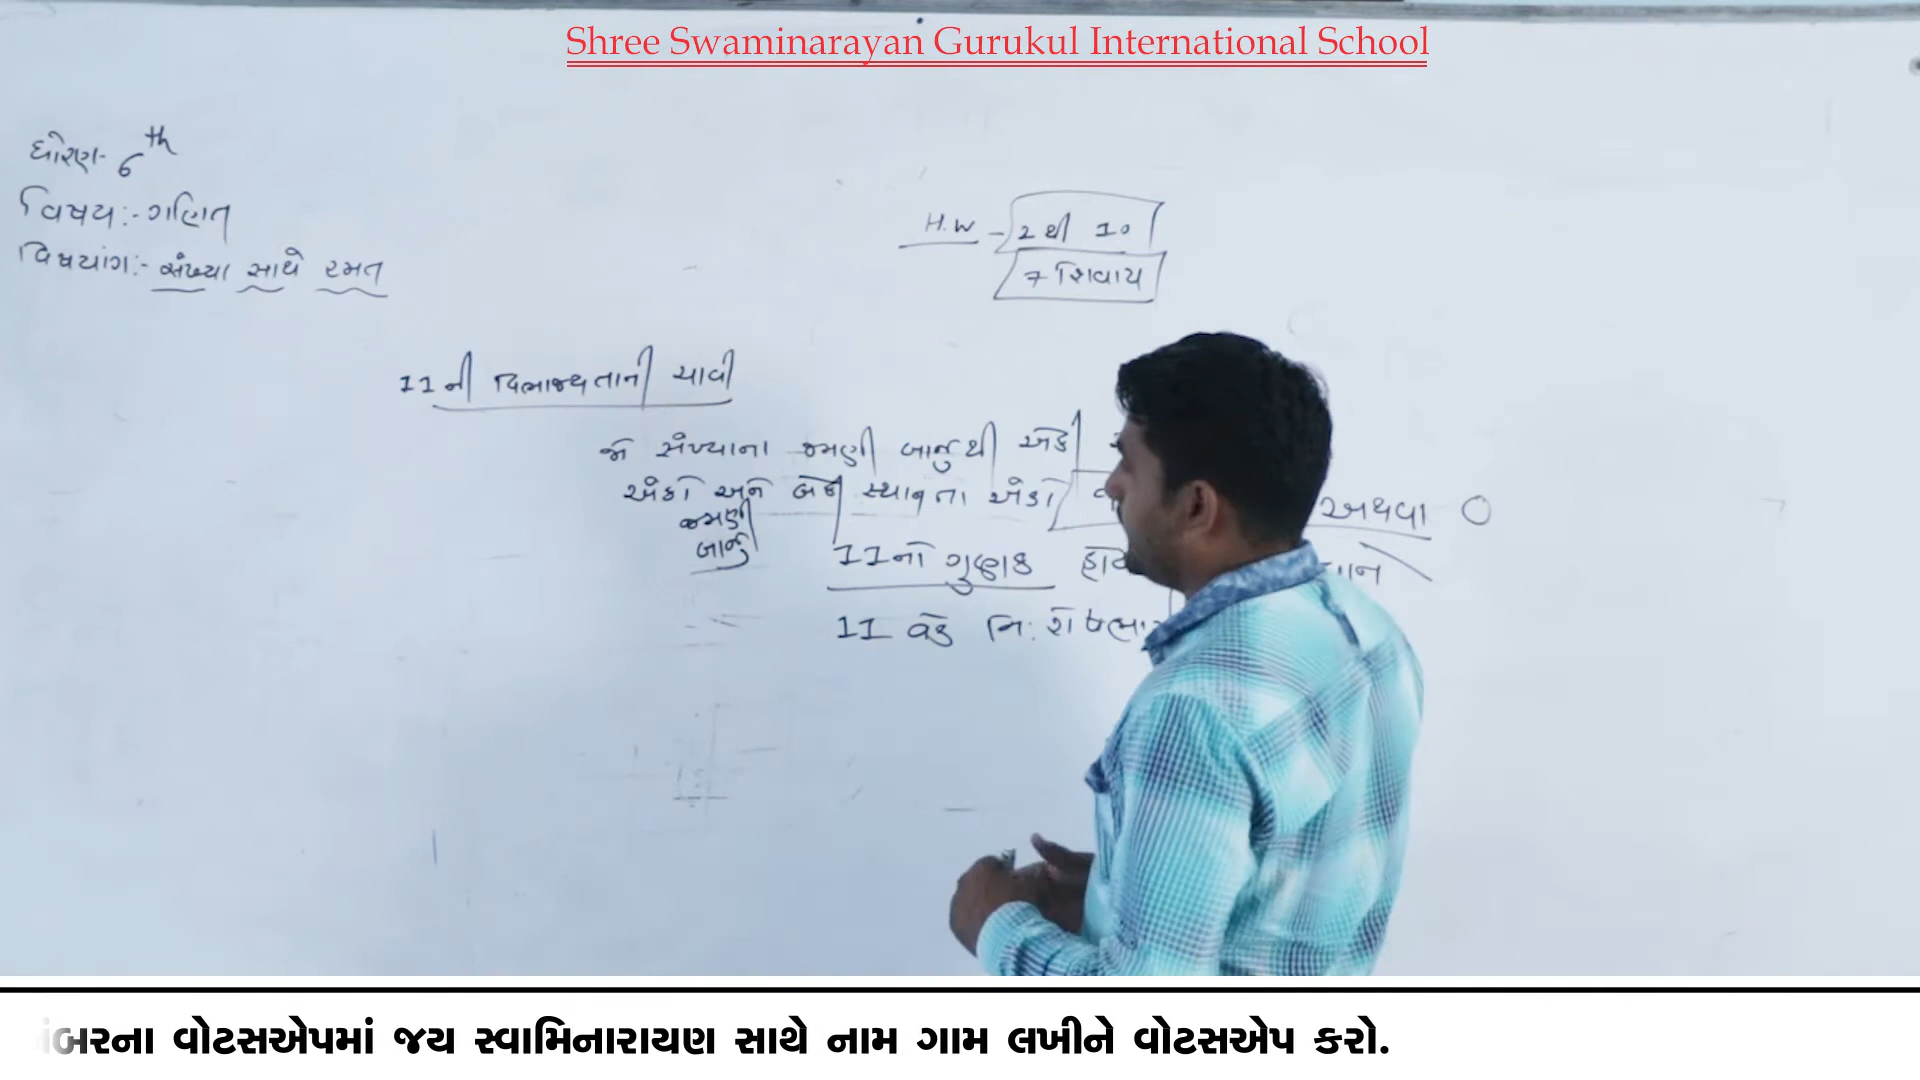 Shree Swaminarayan Gurukul International School
ધોરણ- 6th
વિષય:- ગણિત
વિષયાંગ:- સંખ્યા સાથે રમત
H.W - 2 થી 10
7 સિવાય
11 ની વિભાજ્યતાની ચાવી
જો સંખ્યાના જમણી બાજુથી એકી
અંકો અને બેકી સ્થાનના અંકો અથવા 0
જમણી
બાજુ
11નો ગુણક હોય
11 વડે નિ:શેષ
બરના વોટસએપમાં જય સ્વામિનારાયણ સાથે નામ ગામ લખીને વોટસએપ કરો.